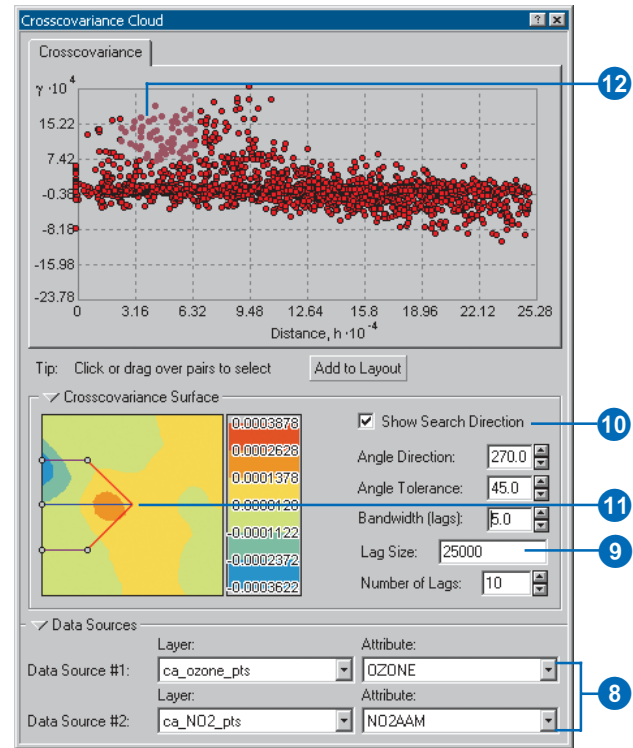 Crosscovariance Cloud
Crosscovariance
γ ·10 4
15.22
7.42
-0.38
-8.18
-15.98
-23.78
0 3.16 6.32 9.48 12.64 15.8 18.96 22.12 25.28
Distance, h ·10 -4
12
Tip: Click or drag over pairs to select Add to Layout
Crosscovariance Surface
0.0003878
0.0002628
0.0001378
0.0000128
-0.0001122
-0.0002372
-0.0003622
Show Search Direction
10
Angle Direction: 270.0
Angle Tolerance: 45.0
11
Bandwidth (lags): 5.0
Lag Size: 25000
9
Number of Lags: 10
Data Sources
Layer: Attribute:
Data Source #1: ca_ozone_pts OZONE
Layer: Attribute:
8
Data Source #2: ca_NO2_pts NO2AAM